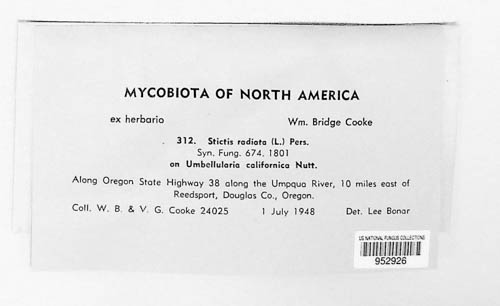 MYCOBIOTA OF NORTH AMERICA
ex herbario Wm. Bridge Cooke
312. Stictis radiata (L.) Pers.
Syn. Fung. 674. 1801
on Umbellularia californica Nutt.
Along Oregon State Highway 38 along the Umpqua River, 10 miles east of
Reedsport, Douglas Co., Oregon.
Coll. W. B. & V. G. Cooke 24025 1 July 1948 Det. Lee Bonar
US NATIONAL FUNGUS COLLECTIONS
952926